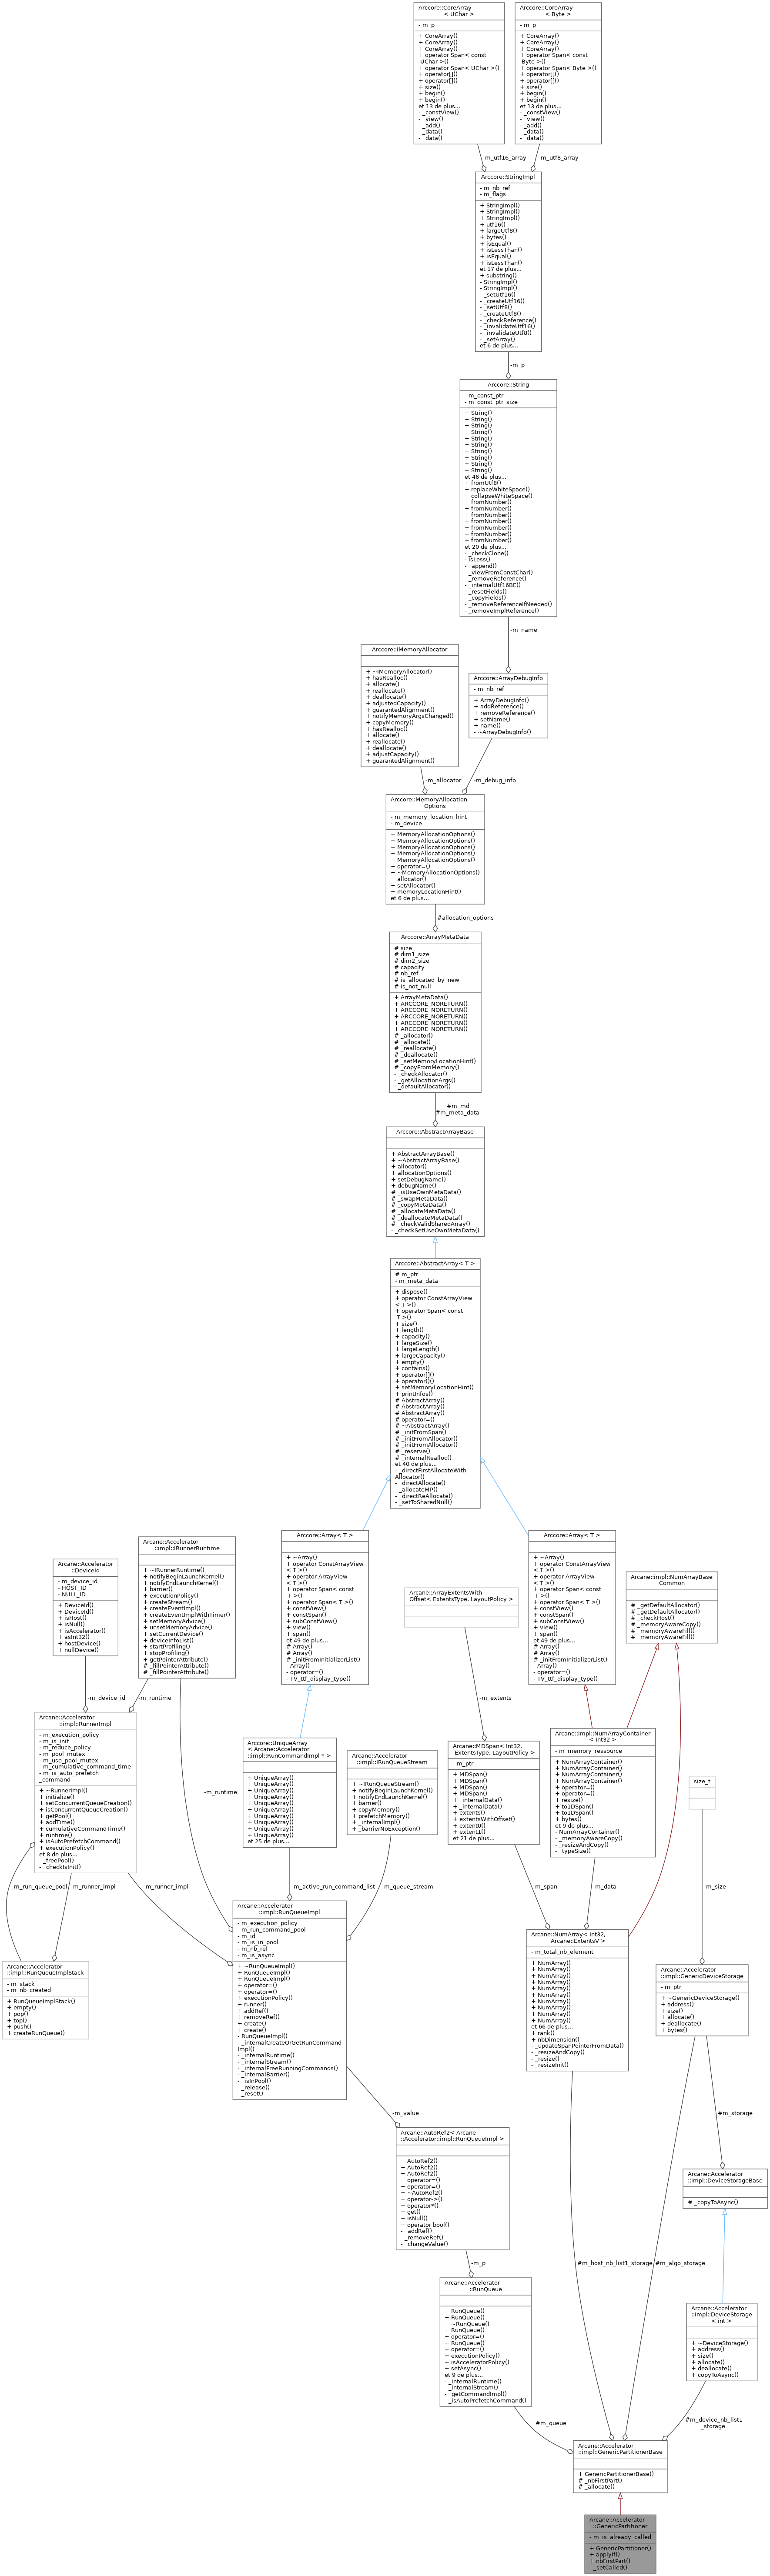 Arccore::CoreArray
< UChar >
- m_p
+ CoreArray()
+ CoreArray()
+ CoreArray()
+ operator Span< const
UChar >()
+ operator Span< UChar >()
+ operator[]()
+ operator[]()
+ size()
+ begin()
+ begin()
et 13 de plus...
- _constView()
- _view()
- _add()
- _data()
- _data()
Arccore::CoreArray
< Byte >
- m_p
+ CoreArray()
+ CoreArray()
+ CoreArray()
+ operator Span< const
Byte >()
+ operator Span< Byte >()
+ operator[]()
+ operator[]()
+ size()
+ begin()
+ begin()
et 13 de plus...
- _constView()
- _view()
- _add()
- _data()
- _data()
-m_utf16_array
-m_utf8_array
Arccore::StringImpl
- m_nb_ref
- m_flags
+ StringImpl()
+ StringImpl()
+ StringImpl()
+ utf16()
+ largeUtf8()
+ bytes()
+ isEqual()
+ isLessThan()
+ isEqual()
+ isLessThan()
et 17 de plus...
+ substring()
- StringImpl()
- StringImpl()
- _setUtf16()
- _createUtf16()
- _setUtf8()
- _createUtf8()
- _checkReference()
- _invalidateUtf16()
- _invalidateUtf8()
- _setArray()
et 6 de plus...
-m_p
Arccore::String
- m_const_ptr
- m_const_ptr_size
+ String()
+ String()
+ String()
+ String()
+ String()
+ String()
+ String()
+ String()
+ String()
+ String()
et 46 de plus...
+ fromUtf8()
+ replaceWhiteSpace()
+ collapseWhiteSpace()
+ fromNumber()
+ fromNumber()
+ fromNumber()
+ fromNumber()
+ fromNumber()
+ fromNumber()
+ fromNumber()
et 20 de plus...
- _checkClone()
- isLess()
- _append()
- _viewFromConstChar()
- _removeReference()
- _internalUtf16BE()
- _resetFields()
- _copyFields()
- _removeReferenceIfNeeded()
- _removeImplReference()
-m_name
Arccore::IMemoryAllocator
+ ~IMemoryAllocator()
+ hasRealloc()
+ allocate()
+ reallocate()
+ deallocate()
+ adjustedCapacity()
+ guarantedAlignment()
+ notifyMemoryArgsChanged()
+ copyMemory()
+ hasRealloc()
+ allocate()
+ reallocate()
+ deallocate()
+ adjustCapacity()
+ guarantedAlignment()
Arccore::ArrayDebugInfo
- m_nb_ref
+ ArrayDebugInfo()
+ addReference()
+ removeReference()
+ setName()
+ name()
- ~ArrayDebugInfo()
-m_allocator
-m_debug_info
Arccore::MemoryAllocation
Options
- m_memory_location_hint
- m_device
+ MemoryAllocationOptions()
+ MemoryAllocationOptions()
+ MemoryAllocationOptions()
+ MemoryAllocationOptions()
+ MemoryAllocationOptions()
+ operator=()
+ ~MemoryAllocationOptions()
+ allocator()
+ setAllocator()
+ memoryLocationHint()
et 6 de plus...
#allocation_options
Arccore::ArrayMetaData
# size
# dim1_size
# dim2_size
# capacity
# nb_ref
# is_allocated_by_new
# is_not_null
+ ArrayMetaData()
+ ARCCORE_NORETURN()
+ ARCCORE_NORETURN()
+ ARCCORE_NORETURN()
+ ARCCORE_NORETURN()
+ ARCCORE_NORETURN()
# _allocator()
# _allocate()
# _reallocate()
# _deallocate()
# _setMemoryLocationHint()
# _copyFromMemory()
- _checkAllocator()
- _getAllocationArgs()
- _defaultAllocator()
#m_md
#m_meta_data
Arccore::AbstractArrayBase
+ AbstractArrayBase()
+ ~AbstractArrayBase()
+ allocator()
+ allocationOptions()
+ setDebugName()
+ debugName()
# _isUseOwnMetaData()
# _swapMetaData()
# _copyMetaData()
# _allocateMetaData()
# _deallocateMetaData()
# _checkValidSharedArray()
- _checkSetUseOwnMetaData()
Arccore::AbstractArray< T >
# m_ptr
- m_meta_data
+ dispose()
+ operator ConstArrayView
< T >()
+ operator Span< const
T >()
+ size()
+ length()
+ capacity()
+ largeSize()
+ largeLength()
+ largeCapacity()
+ empty()
+ contains()
+ operator[]()
+ operator()()
+ setMemoryLocationHint()
+ printInfos()
# AbstractArray()
# AbstractArray()
# AbstractArray()
# operator=()
# ~AbstractArray()
# _initFromSpan()
# _initFromAllocator()
# _initFromAllocator()
# _reserve()
# _internalRealloc()
et 40 de plus...
- _directFirstAllocateWith
Allocator()
- _directAllocate()
- _allocateMP()
- _directReAllocate()
- _setToSharedNull()
Arccore::Array< T >
+ ~Array()
+ operator ConstArrayView
< T >()
+ operator ArrayView
< T >()
+ operator Span< const
T >()
+ operator Span< T >()
+ constView()
+ constSpan()
+ subConstView()
+ view()
+ span()
et 49 de plus...
# Array()
# Array()
# _initFromInitializerList()
- Array()
- operator=()
- TV_ttf_display_type()
Arccore::Array< T >
+ ~Array()
+ operator ConstArrayView
< T >()
+ operator ArrayView
< T >()
+ operator Span< const
T >()
+ operator Span< T >()
+ constView()
+ constSpan()
+ subConstView()
+ view()
+ span()
et 49 de plus...
# Array()
# Array()
# _initFromInitializerList()
- Array()
- operator=()
- TV_ttf_display_type()
Arcane::Accelerator
::DeviceId
- m_device_id
- HOST_ID
- NULL_ID
+ DeviceId()
+ DeviceId()
+ isHost()
+ isNull()
+ isAccelerator()
+ asInt32()
+ hostDevice()
+ nullDevice()
Arcane::Accelerator
::impl::IRunnerRuntime
+ ~IRunnerRuntime()
+ notifyBeginLaunchKernel()
+ notifyEndLaunchKernel()
+ barrier()
+ executionPolicy()
+ createStream()
+ createEventImpl()
+ createEventImplWithTimer()
+ setMemoryAdvice()
+ unsetMemoryAdvice()
+ setCurrentDevice()
+ deviceInfoList()
+ startProfiling()
+ stopProfiling()
+ getPointerAttribute()
# _fillPointerAttribute()
# _fillPointerAttribute()
Arcane::ArrayExtentsWith
Offset< ExtentsType, LayoutPolicy >
Arcane::impl::NumArrayBase
Common
# _getDefaultAllocator()
# _getDefaultAllocator()
# _checkHost()
# _memoryAwareCopy()
# _memoryAwareFill()
# _memoryAwareFill()
-m_device_id
-m_runtime
-m_extents
-m_runtime
Arcane::Accelerator
::impl::RunnerImpl
- m_execution_policy
- m_is_init
- m_reduce_policy
- m_pool_mutex
- m_use_pool_mutex
- m_cumulative_command_time
- m_is_auto_prefetch
_command
+ ~RunnerImpl()
+ initialize()
+ setConcurrentQueueCreation()
+ isConcurrentQueueCreation()
+ getPool()
+ addTime()
+ cumulativeCommandTime()
+ runtime()
+ isAutoPrefetchCommand()
+ executionPolicy()
et 8 de plus...
- _freePool()
- _checkIsInit()
Arccore::UniqueArray
< Arcane::Accelerator
::impl::RunCommandImpl * >
+ UniqueArray()
+ UniqueArray()
+ UniqueArray()
+ UniqueArray()
+ UniqueArray()
+ UniqueArray()
+ UniqueArray()
+ UniqueArray()
+ UniqueArray()
+ UniqueArray()
et 25 de plus...
Arcane::Accelerator
::impl::IRunQueueStream
+ ~IRunQueueStream()
+ notifyBeginLaunchKernel()
+ notifyEndLaunchKernel()
+ barrier()
+ copyMemory()
+ prefetchMemory()
+ _internalImpl()
+ _barrierNoException()
Arcane::MDSpan< Int32,
ExtentsType, LayoutPolicy >
- m_ptr
+ MDSpan()
+ MDSpan()
+ MDSpan()
+ MDSpan()
+ _internalData()
+ _internalData()
+ extents()
+ extentsWithOffset()
+ extent0()
+ extent1()
et 21 de plus...
Arcane::impl::NumArrayContainer
< Int32 >
- m_memory_ressource
+ NumArrayContainer()
+ NumArrayContainer()
+ NumArrayContainer()
+ NumArrayContainer()
+ operator=()
+ operator=()
+ resize()
+ to1DSpan()
+ to1DSpan()
+ bytes()
et 9 de plus...
- NumArrayContainer()
- _memoryAwareCopy()
- _resizeAndCopy()
- _typeSize()
size_t
-m_run_queue_pool
-m_runner_impl
-m_runner_impl
-m_active_run_command_list
-m_queue_stream
-m_span
-m_data
-m_size
Arcane::Accelerator
::impl::RunQueueImplStack
- m_stack
- m_nb_created
+ RunQueueImplStack()
+ empty()
+ pop()
+ top()
+ push()
+ createRunQueue()
Arcane::Accelerator
::impl::RunQueueImpl
- m_execution_policy
- m_run_command_pool
- m_id
- m_is_in_pool
- m_nb_ref
- m_is_async
+ ~RunQueueImpl()
+ RunQueueImpl()
+ RunQueueImpl()
+ operator=()
+ operator=()
+ executionPolicy()
+ runner()
+ addRef()
+ removeRef()
+ create()
+ create()
- RunQueueImpl()
- _internalCreateOrGetRunCommand
Impl()
- _internalRuntime()
- _internalStream()
- _internalFreeRunningCommands()
- _internalBarrier()
- _isInPool()
- _release()
- _reset()
Arcane::NumArray< Int32,
Arcane::ExtentsV >
- m_total_nb_element
+ NumArray()
+ NumArray()
+ NumArray()
+ NumArray()
+ NumArray()
+ NumArray()
+ NumArray()
+ NumArray()
+ NumArray()
+ NumArray()
et 66 de plus...
+ rank()
+ nbDimension()
- _updateSpanPointerFromData()
- _resizeAndCopy()
- _resize()
- _resizeInit()
Arcane::Accelerator
::impl::GenericDeviceStorage
- m_ptr
+ ~GenericDeviceStorage()
+ address()
+ size()
+ allocate()
+ deallocate()
+ bytes()
-m_value
#m_storage
Arcane::AutoRef2< Arcane
::Accelerator::impl::RunQueueImpl >
+ AutoRef2()
+ AutoRef2()
+ AutoRef2()
+ operator=()
+ operator=()
+ ~AutoRef2()
+ operator->()
+ operator*()
+ get()
+ isNull()
+ operator bool()
- _addRef()
- _removeRef()
- _changeValue()
Arcane::Accelerator
::impl::DeviceStorageBase
# _copyToAsync()
-m_p
#m_host_nb_list1_storage
#m_algo_storage
Arcane::Accelerator
::RunQueue
+ RunQueue()
+ RunQueue()
+ ~RunQueue()
+ RunQueue()
+ operator=()
+ RunQueue()
+ operator=()
+ executionPolicy()
+ isAcceleratorPolicy()
+ setAsync()
et 9 de plus...
- _internalRuntime()
- _internalStream()
- _getCommandImpl()
- _isAutoPrefetchCommand()
Arcane::Accelerator
::impl::DeviceStorage
< int >
+ ~DeviceStorage()
+ address()
+ size()
+ allocate()
+ deallocate()
+ copyToAsync()
#m_queue
#m_device_nb_list1
_storage
Arcane::Accelerator
::impl::GenericPartitionerBase
+ GenericPartitionerBase()
# _nbFirstPart()
# _allocate()
Arcane::Accelerator
::GenericPartitioner
- m_is_already_called
+ GenericPartitioner()
+ applyIf()
+ nbFirstPart()
- _setCalled()